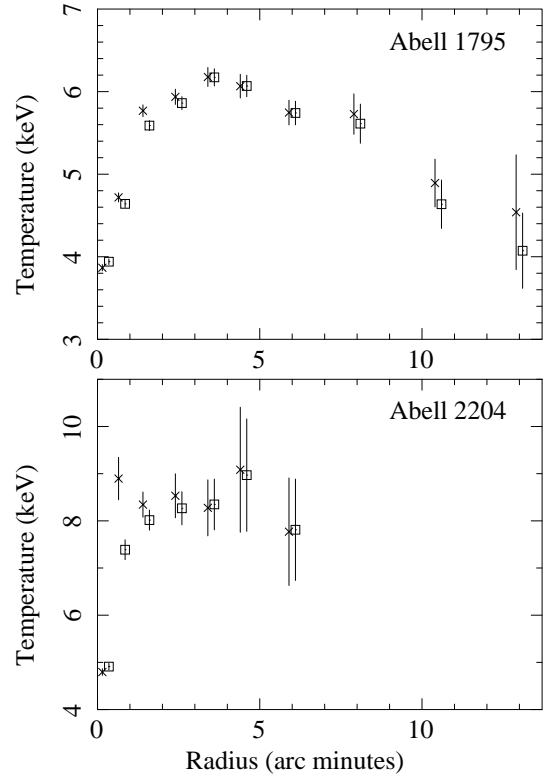 7
Abell 1795
6
Temperature (keV)
5
4
3
0 5 10
Abell 2204
10
Temperature (keV)
8
6
4
0 5 10
Radius (arc minutes)